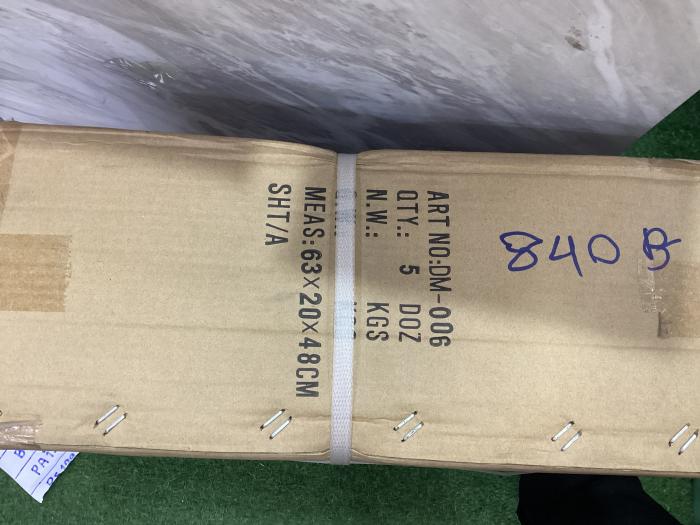 ART NO:DM-006
QTY.: 5 DOZ
N.W.: KGS
MEAS:63×20×48CM
SHT/A
840 B